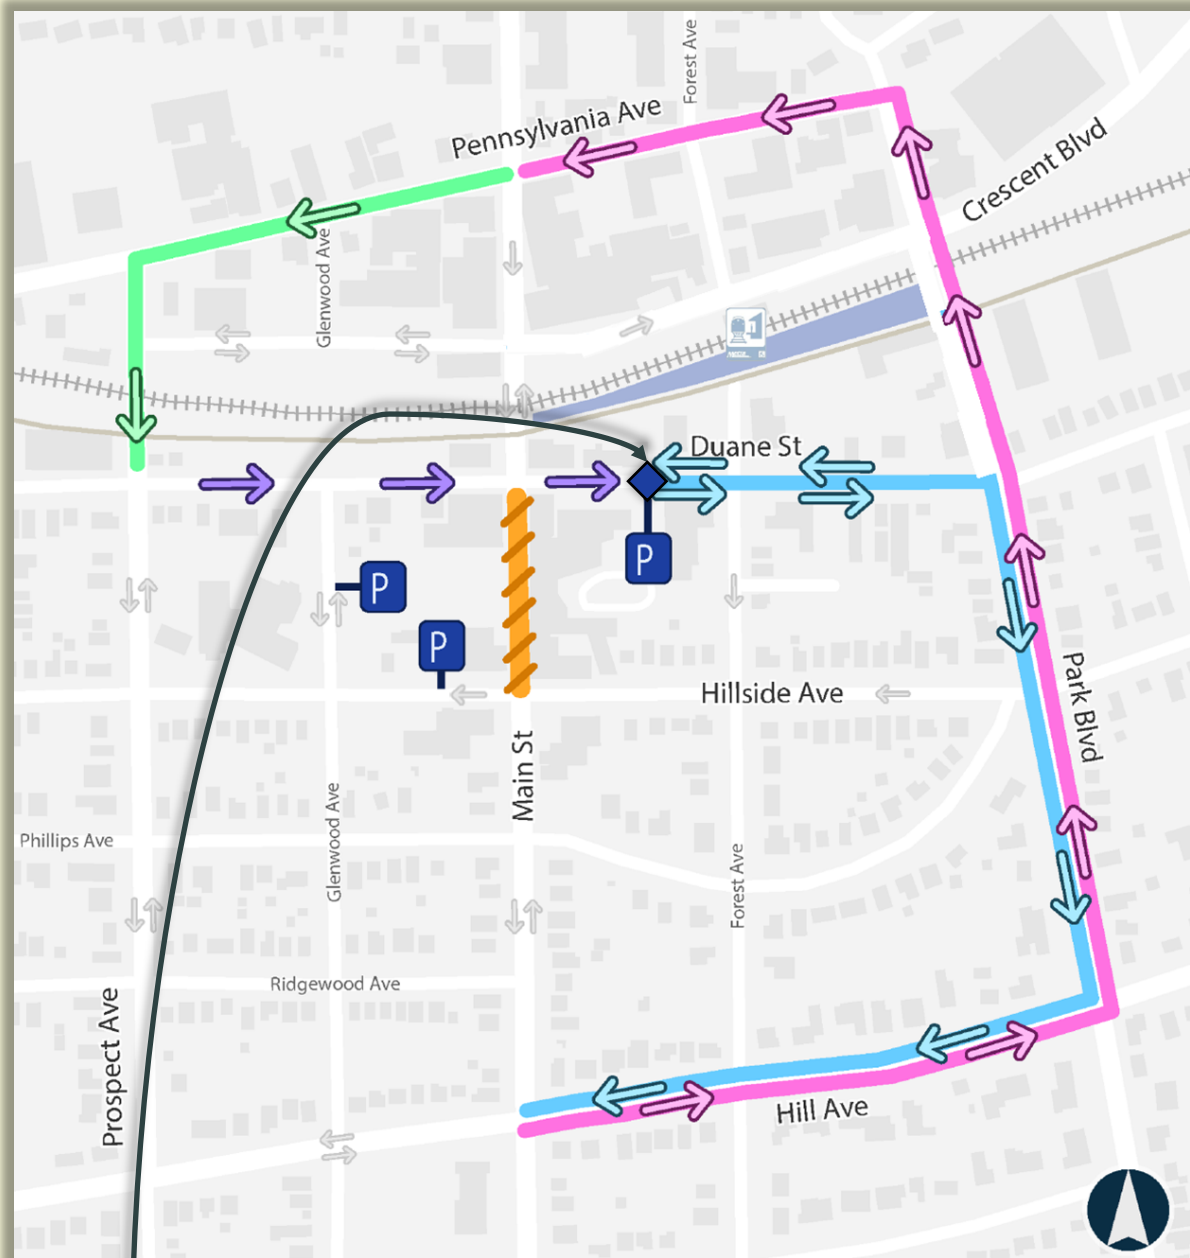 Forest Ave
Pennsylvania Ave
Crescent Blvd
Glenwood Ave
Duane St
P
P
P
Hillside Ave
Park Blvd
Main St
Phillips Ave
Glenwood Ave
Forest Ave
Ridgewood Ave
Prospect Ave
Hill Ave